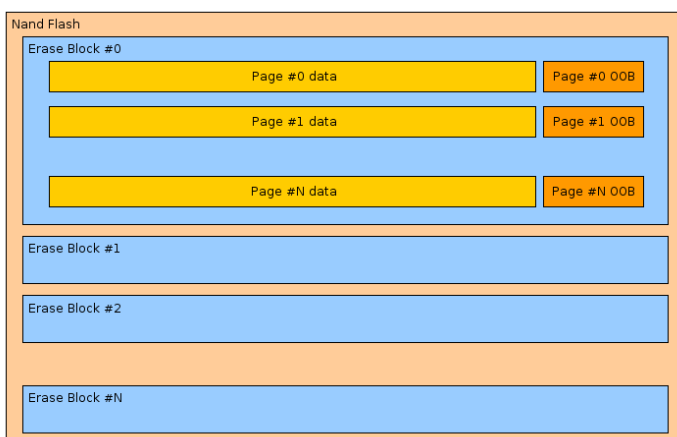 Nand Flash
Erase Block #0
Page #0 data Page #0 OOB
Page #1 data Page #1 OOB
Page #N data Page #N OOB
Erase Block #1
Erase Block #2
Erase Block #N